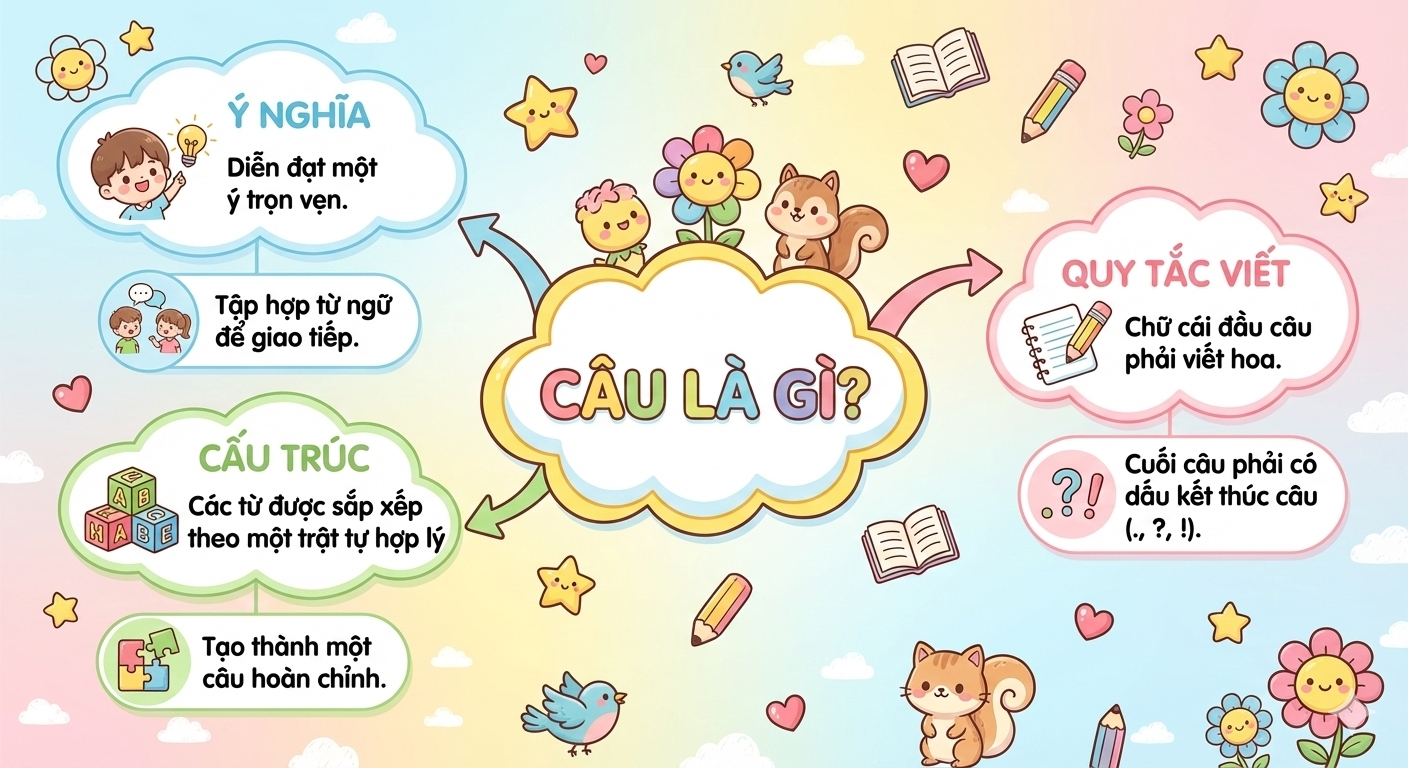 CÂU LÀ GÌ?
Ý NGHĨA
Diễn đạt một
ý trọn vẹn.
Tập hợp từ ngữ
để giao tiếp.
CẤU TRÚC
Các từ được sắp xếp
theo một trật tự hợp lý
Tạo thành một
câu hoàn chỉnh.
QUY TẮC VIẾT
Chữ cái đầu câu
phải viết hoa.
Cuối câu phải có
dấu kết thúc câu
(., ?, !).
?!